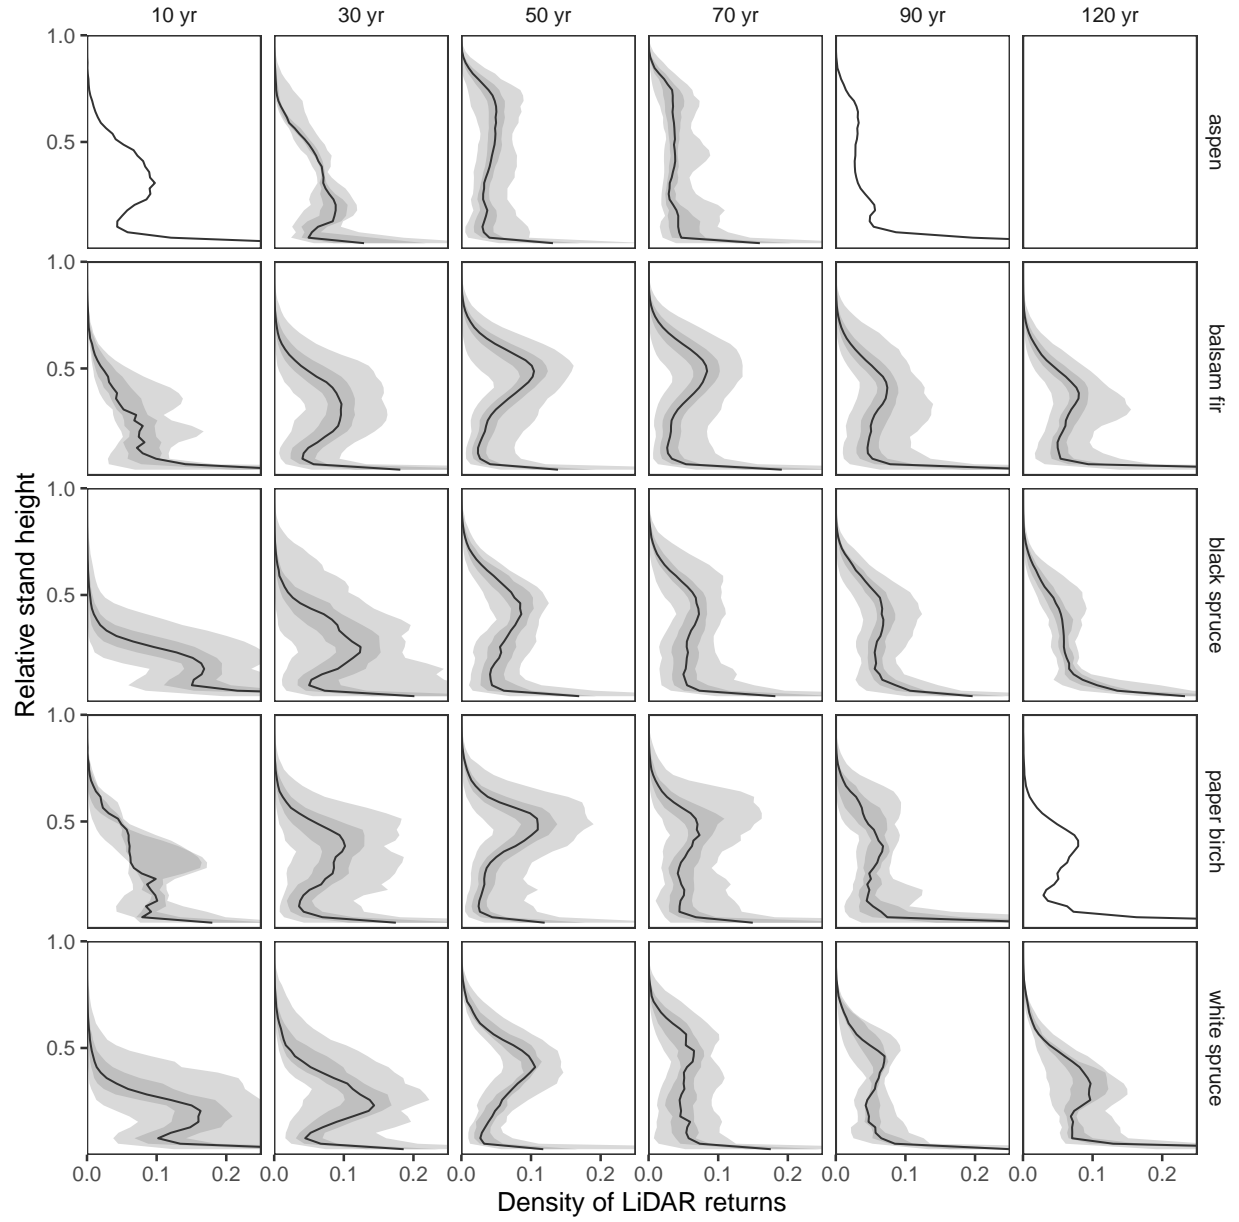 10 yr 30 yr 50 yr 70 yr 90 yr 120 yr
1.0
0.5
aspen
1.0
0.5
balsam fir
1.0
0.5
black spruce
Relative stand height
1.0
0.5
paper birch
1.0
0.5
white spruce
0.0 0.1 0.2 0.0 0.1 0.2 0.0 0.1 0.2 0.0 0.1 0.2 0.0 0.1 0.2 0.0 0.1 0.2
Density of LiDAR returns